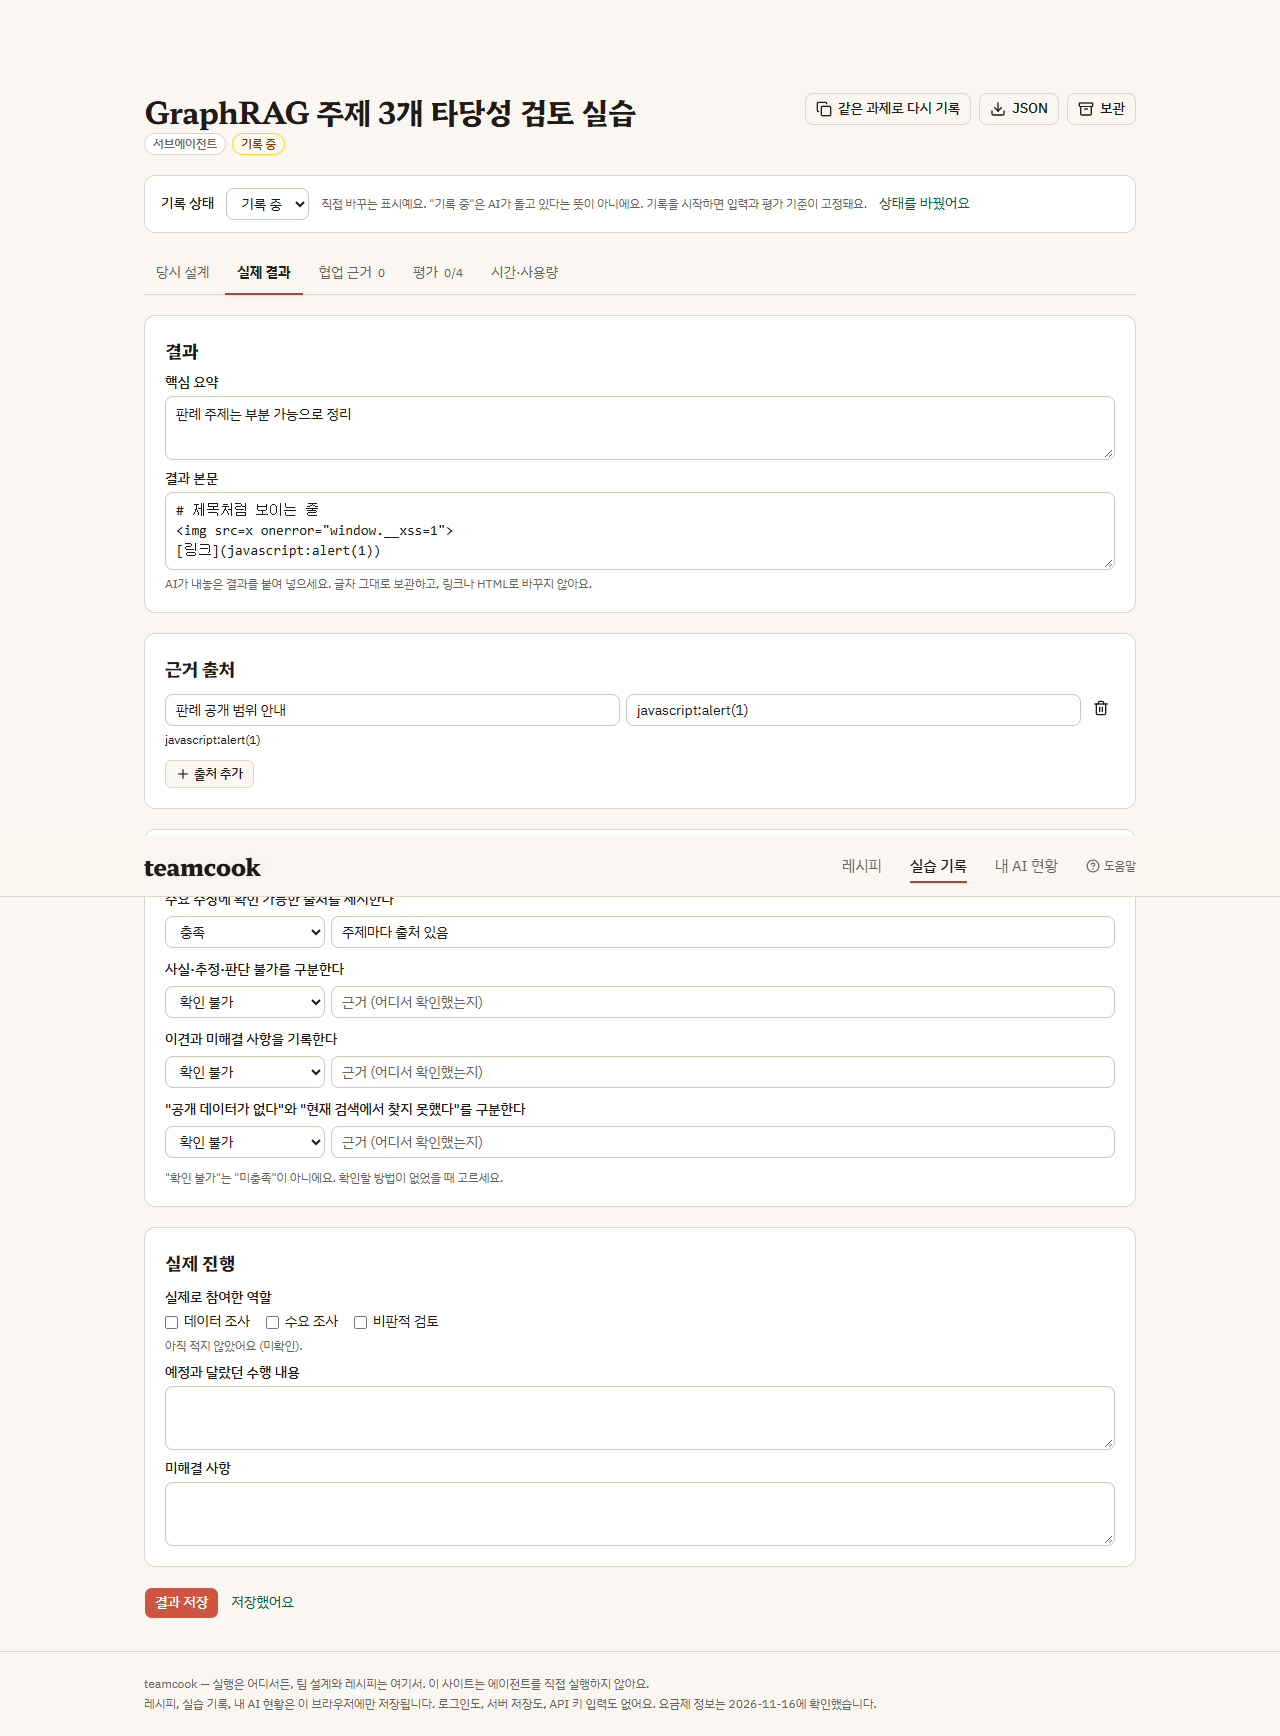 GraphRAG 주제 3개 타당성 검토 실습
같은 과제로 다시 기록
JSON
보관
서브에이전트
기록 중
기록 상태
기록 중
직접 바꾸는 표시예요. "기록 중"은 AI가 돌고 있다는 뜻이 아니에요. 기록을 시작하면 입력과 평가 기준이 고정돼요.
상태를 바꿨어요
당시 설계
실제 결과
협업 근거 0
평가 0/4
시간·사용량
결과
핵심 요약
판례 주제는 부분 가능으로 정리
결과 본문
# 제목처럼 보이는 줄
<img src=x onerror="window.__xss=1">
[링크](javascript:alert(1))
AI가 내놓은 결과를 붙여 넣으세요. 글자 그대로 보관하고, 링크나 HTML로 바꾸지 않아요.
근거 출처
판례 공개 범위 안내
javascript:alert(1)
javascript:alert(1)
출처 추가
teamcook
레시피
실습 기록
내 AI 현황
도움말
주요 주장에 확인 가능한 출처를 제시한다
충족
주제마다 출처 있음
사실·추정·판단 불가를 구분한다
확인 불가
근거 (어디서 확인했는지)
이견과 미해결 사항을 기록한다
확인 불가
근거 (어디서 확인했는지)
"공개 데이터가 없다"와 "현재 검색에서 찾지 못했다"를 구분한다
확인 불가
근거 (어디서 확인했는지)
"확인 불가"는 "미충족"이 아니에요. 확인할 방법이 없었을 때 고르세요.
실제 진행
실제로 참여한 역할
데이터 조사
수요 조사
비판적 검토
아직 적지 않았어요 (미확인).
예정과 달랐던 수행 내용
미해결 사항
결과 저장
저장했어요
teamcook — 실행은 어디서든, 팀 설계와 레시피는 여기서. 이 사이트는 에이전트를 직접 실행하지 않아요.
레시피, 실습 기록, 내 AI 현황은 이 브라우저에만 저장됩니다. 로그인도, 서버 저장도, API 키 입력도 없어요. 요금제 정보는 2026-11-16에 확인했습니다.